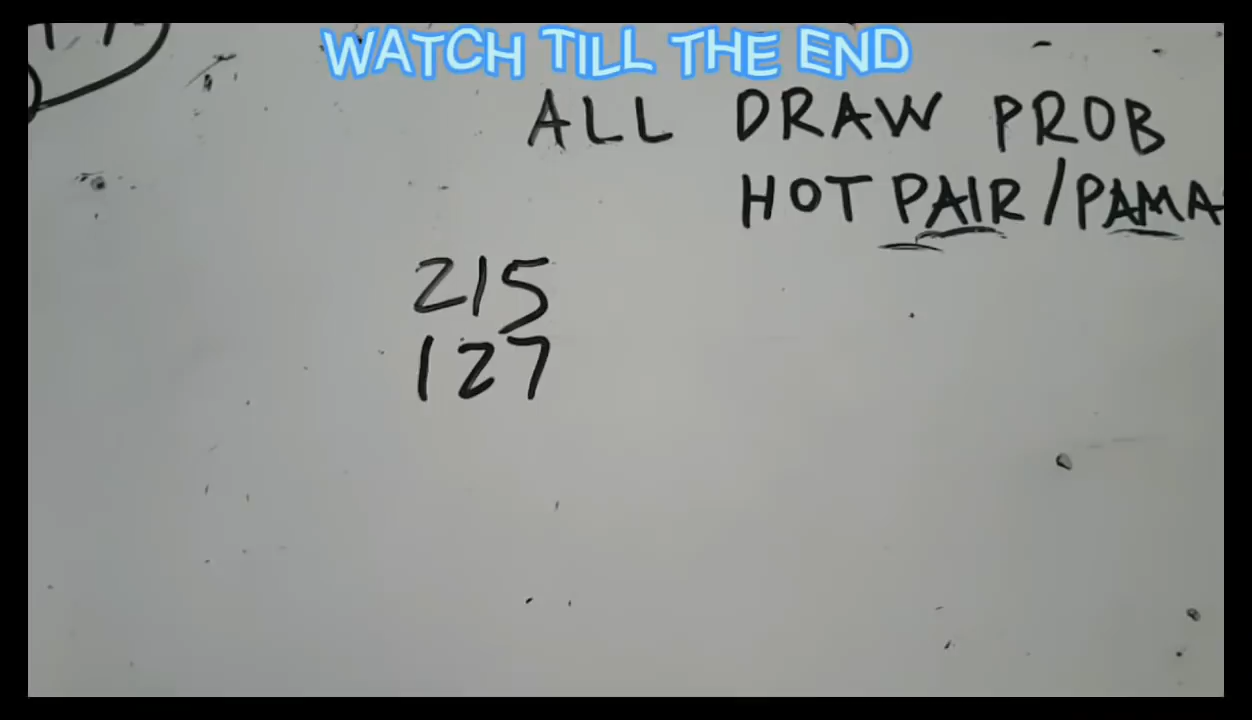 WATCH TILL THE END
ALL DRAW PROB
HOT PAIR/PAMA
215
127